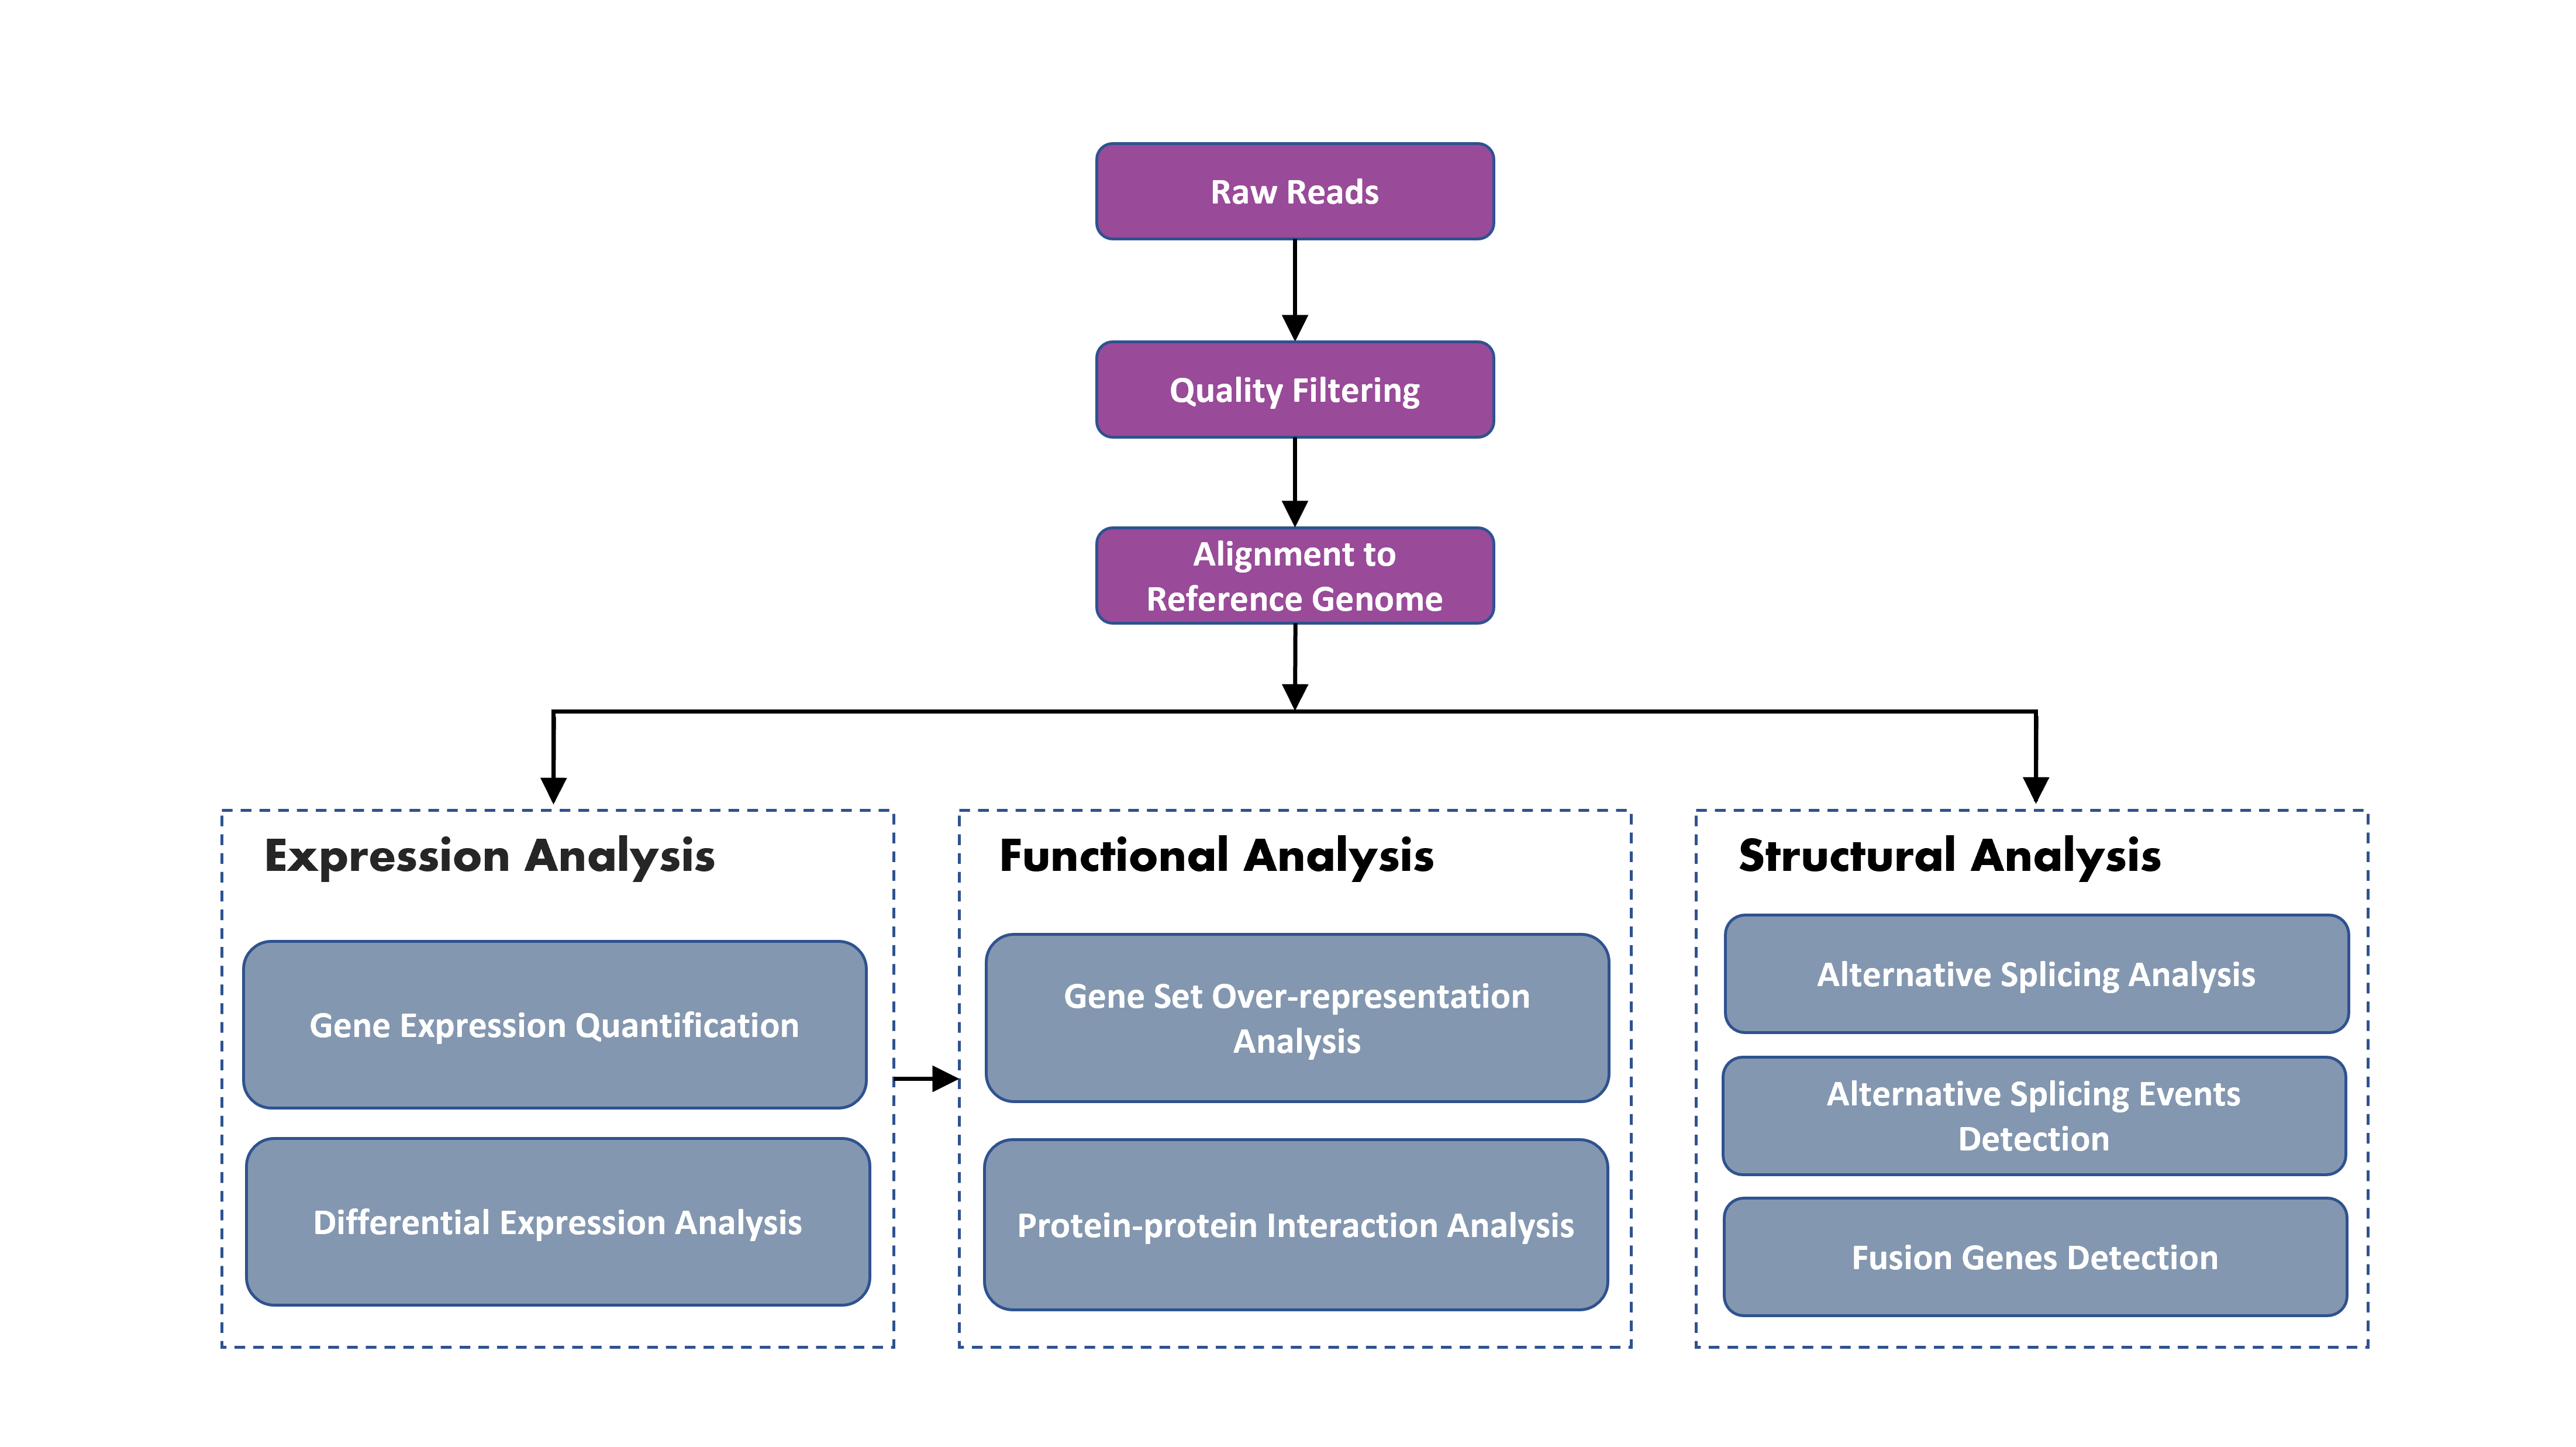 Raw Reads
Quality Filtering
Alignment to
Reference Genome
Expression Analysis
Gene Expression Quantification
Differential Expression Analysis
Functional Analysis
Gene Set Over-representation
Analysis
Protein-protein Interaction Analysis
Structural Analysis
Alternative Splicing Analysis
Alternative Splicing Events
Detection
Fusion Genes Detection